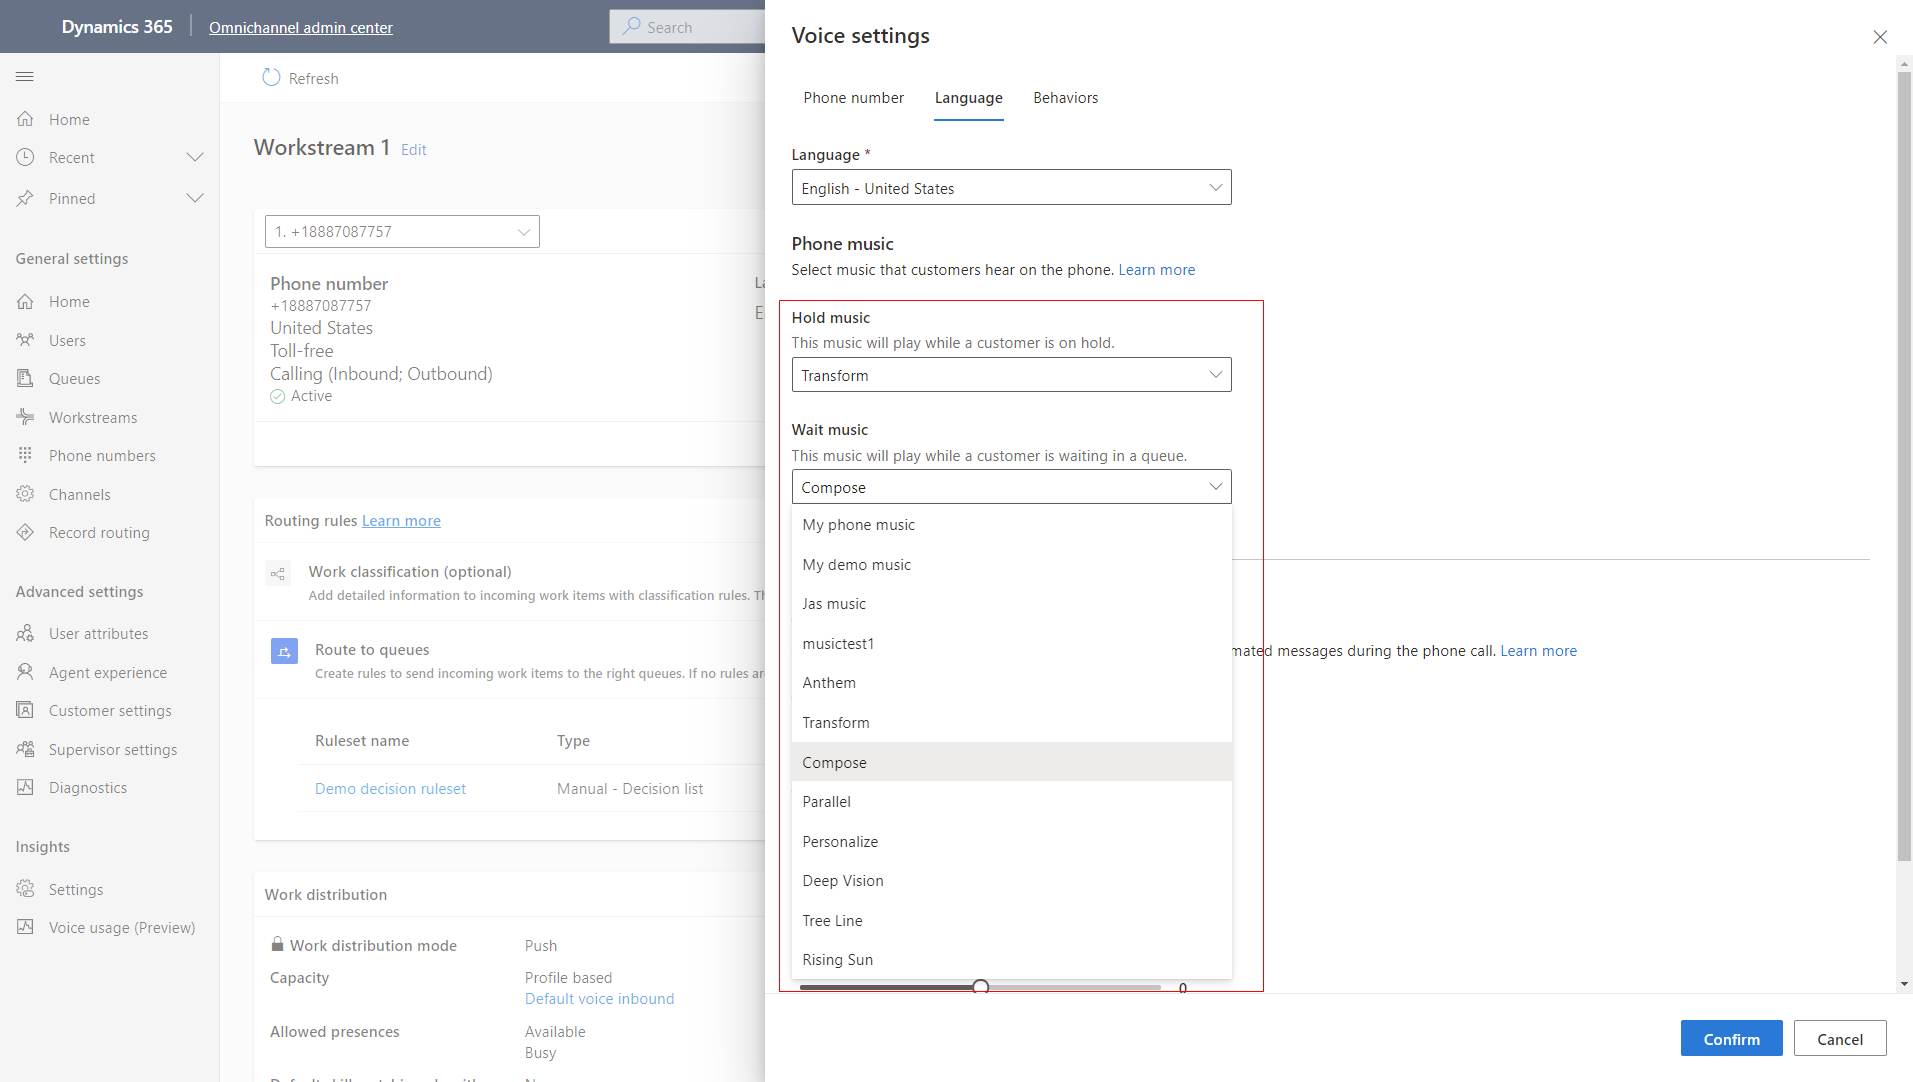 Dynamics 365
Omnichannel admin center
Search
Refresh
Home
Recent
Pinned
General settings
Home
Users
Queues
Workstreams
Phone numbers
Channels
Record routing
Advanced settings
User attributes
Agent experience
Customer settings
Supervisor settings
Diagnostics
Insights
Settings
Voice usage (Preview)
Workstream 1 Edit
1. +18887087757
Phone number
+18887087757
United States
Toll-free
Calling (Inbound; Outbound)
Active
Routing rules Learn more
Work classification (optional)
Add detailed information to incoming work items with classification rules.
Route to queues
Create rules to send incoming work items to the right queues. If no rules
Ruleset name Type
Demo decision ruleset Manual - Decision list
Work distribution
Work distribution mode Push
Capacity Profile based
Default voice inbound
Allowed presences Available
Busy
Voice settings
Phone number Language Behaviors
Language *
English - United States
Phone music
Select music that customers hear on the phone. Learn more
Hold music
This music will play while a customer is on hold.
Transform
Wait music
This music will play while a customer is waiting in a queue.
Compose
My phone music
My demo music
Jas music
musictest1
Anthem
Transform
Compose
Parallel
Personalize
Deep Vision
Tree Line
Rising Sun
mated messages during the phone call. Learn more
0
Confirm Cancel